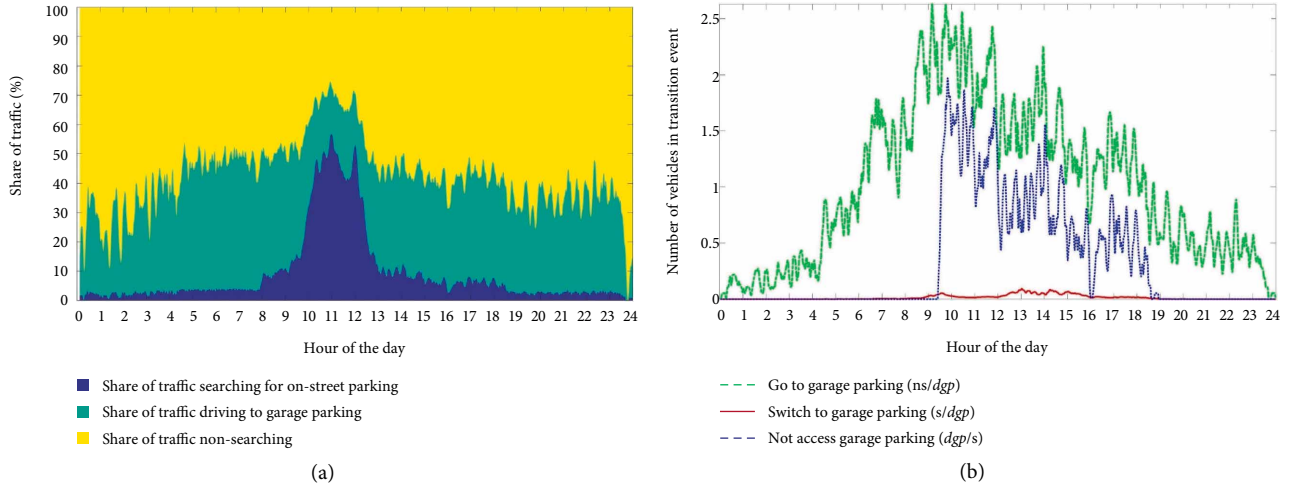 Share of traffic (%)
100
90
80
70
60
50
40
30
20
10
0
0 1 2 3 4 5 6 7 8 9 10 11 12 13 14 15 16 17 18 19 20 21 22 23 24
Hour of the day
Share of traffic searching for on-street parking
Share of traffic driving to garage parking
Share of traffic non-searching
(a)
Number of vehicles in transition event
2.5
2
1.5
1
0.5
0
0 1 2 3 4 5 6 7 8 9 10 11 12 13 14 15 16 17 18 19 20 21 22 23 24
Hour of the day
Go to garage parking (ns/dgp)
Switch to garage parking (s/dgp)
Not access garage parking (dgp/s)
(b)